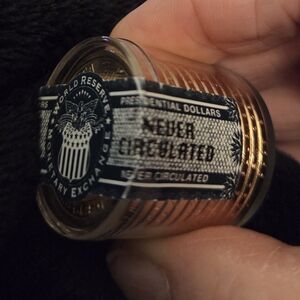 WORLD RESERVE
MONETARY EXCHANGE
PRESIDENTIAL DOLLARS
NEVER
CIRCULATED
NEVER CIRCULATED